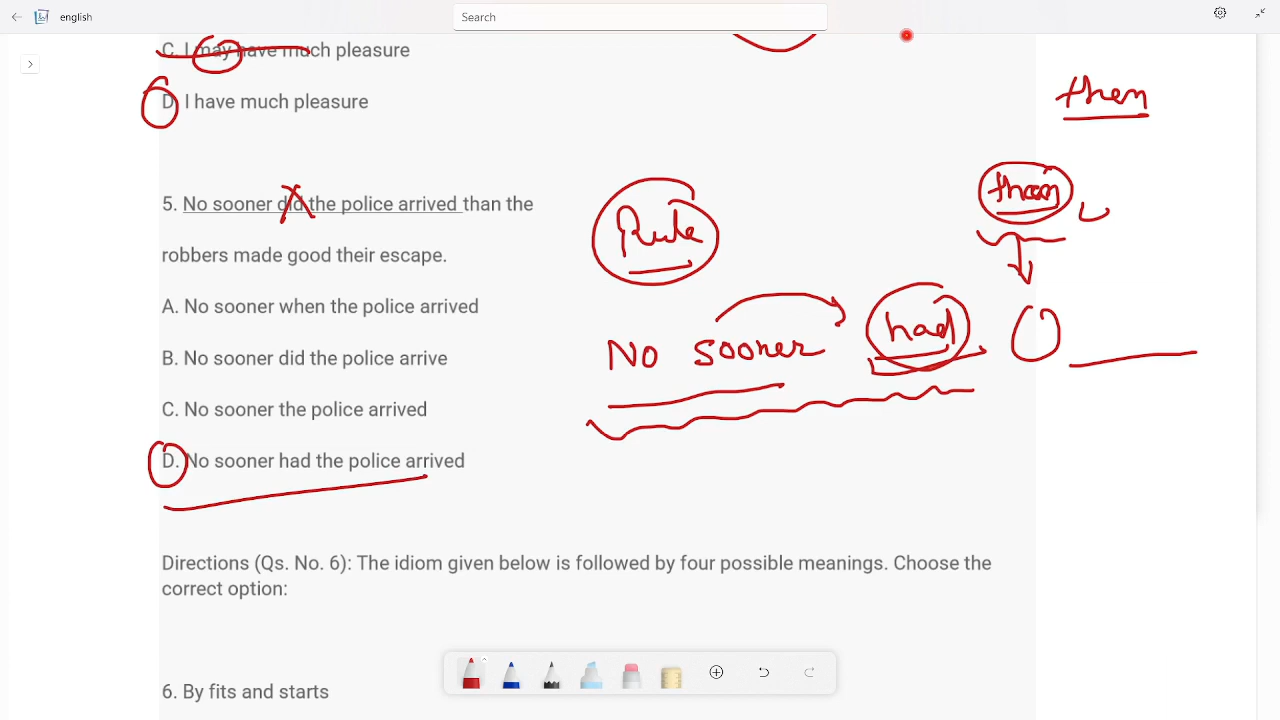 english
Search
C. I may have much pleasure
D. I have much pleasure
then
5. No sooner did the police arrived than the
than
Rule
robbers made good their escape.
A. No sooner when the police arrived
No sooner had
B. No sooner did the police arrive
C. No sooner the police arrived
D. No sooner had the police arrived
Directions (Qs. No. 6): The idiom given below is followed by four possible meanings. Choose the
correct option:
6. By fits and starts